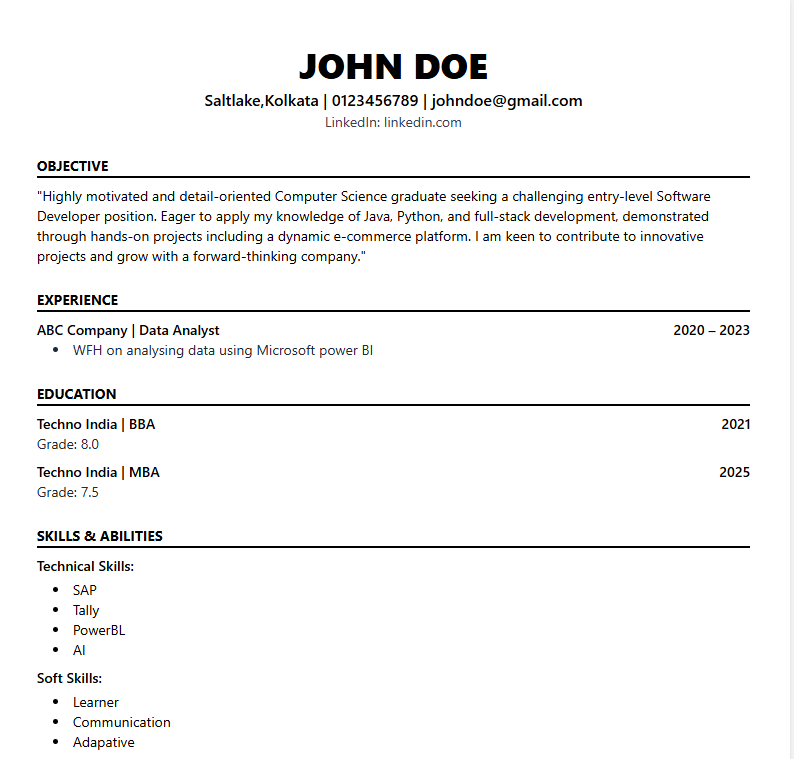 JOHN DOE
Saltlake,Kolkata | 0123456789 | johndoe@gmail.com
LinkedIn: linkedin.com
OBJECTIVE
"Highly motivated and detail-oriented Computer Science graduate seeking a challenging entry-level Software
Developer position. Eager to apply my knowledge of Java, Python, and full-stack development, demonstrated
through hands-on projects including a dynamic e-commerce platform. I am keen to contribute to innovative
projects and grow with a forward-thinking company."
EXPERIENCE
ABC Company | Data Analyst 2020 – 2023
• WFH on analysing data using Microsoft power BI
EDUCATION
Techno India | BBA 2021
Grade: 8.0
Techno India | MBA 2025
Grade: 7.5
SKILLS & ABILITIES
Technical Skills:
• SAP
• Tally
• PowerBL
• AI
Soft Skills:
• Learner
• Communication
• Adapative